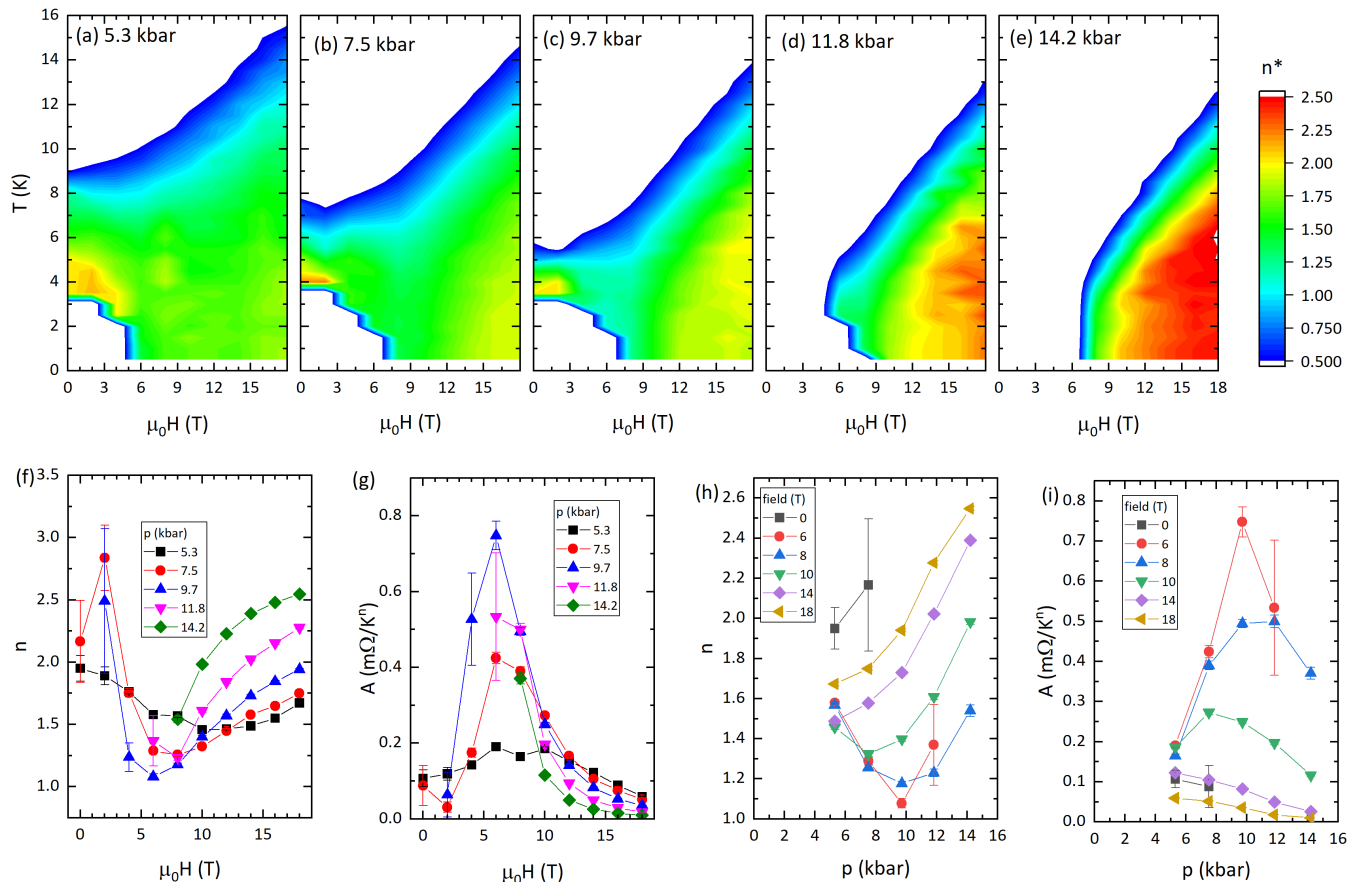 (a) 5.3 kbar
(b) 7.5 kbar
(c) 9.7 kbar
(d) 11.8 kbar
(e) 14.2 kbar
n*
16
14
12
10
8
6
4
2
0
T (K)
0 3 6 9 12 15
0 3 6 9 12 15
0 3 6 9 12 15
0 3 6 9 12 15
0 3 6 9 12 15 18
μ₀H (T)
μ₀H (T)
μ₀H (T)
μ₀H (T)
μ₀H (T)
2.50
2.25
2.00
1.75
1.50
1.25
1.00
0.750
0.500
(f)
3.5
3.0
2.5
2.0
1.5
1.0
n
p (kbar)
5.3
7.5
9.7
11.8
14.2
0 5 10 15
μ₀H (T)
(g)
0.8
0.6
0.4
0.2
0.0
A (mΩ/Kⁿ)
p (kbar)
5.3
7.5
9.7
11.8
14.2
0 5 10 15
μ₀H (T)
(h)
2.6
2.4
2.2
2.0
1.8
1.6
1.4
1.2
1.0
n
field (T)
0
6
8
10
14
18
0 2 4 6 8 10 12 14 16
p (kbar)
(i)
0.8
0.7
0.6
0.5
0.4
0.3
0.2
0.1
0.0
A (mΩ/Kⁿ)
field (T)
0
6
8
10
14
18
0 2 4 6 8 10 12 14 16
p (kbar)